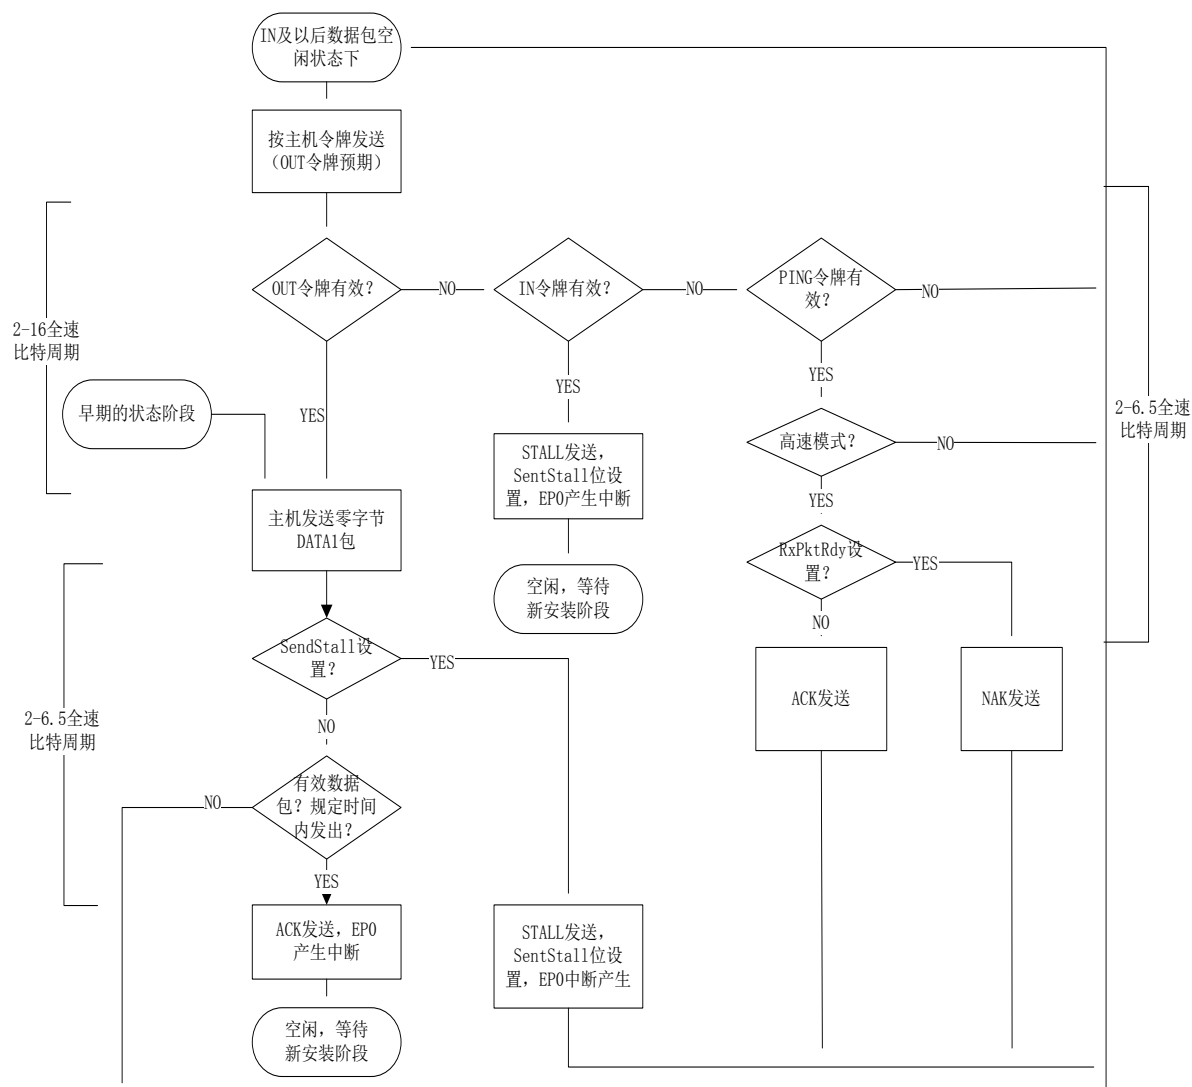 IN及以后数据包空
闲状态下
按主机令牌发送
（OUT令牌预期）
OUT令牌有效？
NO
IN令牌有效？
NO
PING令牌有
效？
NO
2-16全速
比特周期
YES
YES
YES
早期的状态阶段
2-6.5全速
比特周期
高速模式？
NO
STALL发送，
SentStall位设
置，EP0产生中断
YES
主机发送零字节
DATA1包
RxPktRdy设
置？
YES
空闲，等待
新安装阶段
NO
SendStall设
置？
YES
ACK发送
NAK发送
2-6.5全速
比特周期
NO
有效数据
包？规定时间
内发出？
NO
YES
ACK发送，EP0
产生中断
STALL发送，
SentStall位设
置，EP0中断产生
空闲，等待
新安装阶段